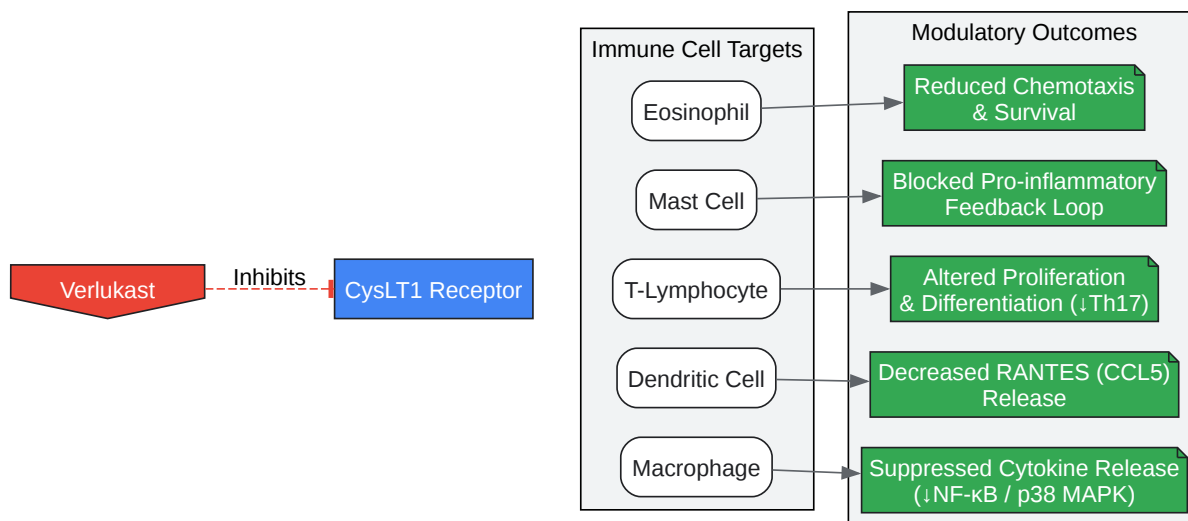 Verlukast
Inhibits
CysLT1 Receptor
Immune Cell Targets
Eosinophil
Mast Cell
T-Lymphocyte
Dendritic Cell
Macrophage
Modulatory Outcomes
Reduced Chemotaxis
& Survival
Blocked Pro-inflammatory
Feedback Loop
Altered Proliferation
& Differentiation (↓Th17)
Decreased RANTES (CCL5)
Release
Suppressed Cytokine Release
(↓NF-κB / p38 MAPK)